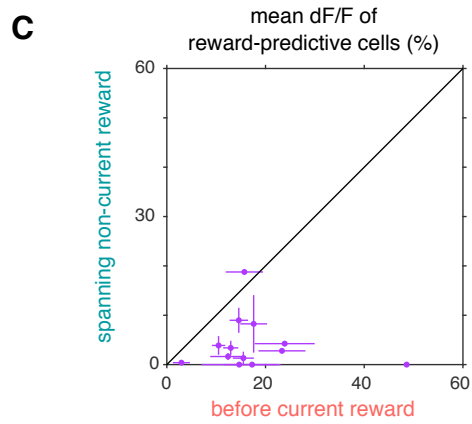 C
mean dF/F of
reward-predictive cells (%)
spanning non-current reward
60
30
0
0
20
40
60
before current reward